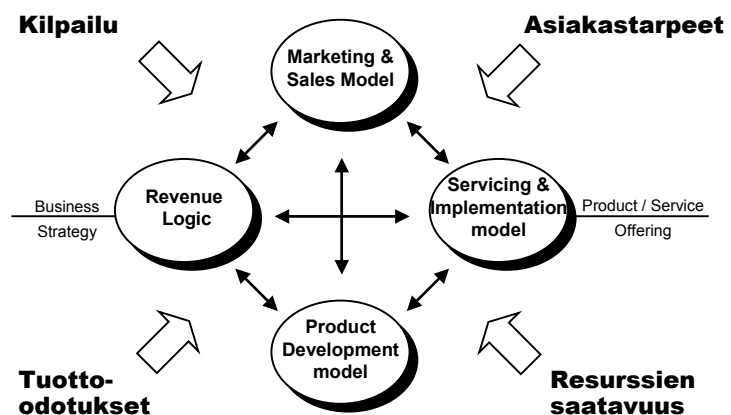 Kilpailu
Asiakastarpeet
Marketing &
Sales Model
Revenue
Logic
Servicing &
Implementation
model
Business
Strategy
Product / Service
Offering
Product
Development
model
Tuotto-
odotukset
Resurssien
saatavuus